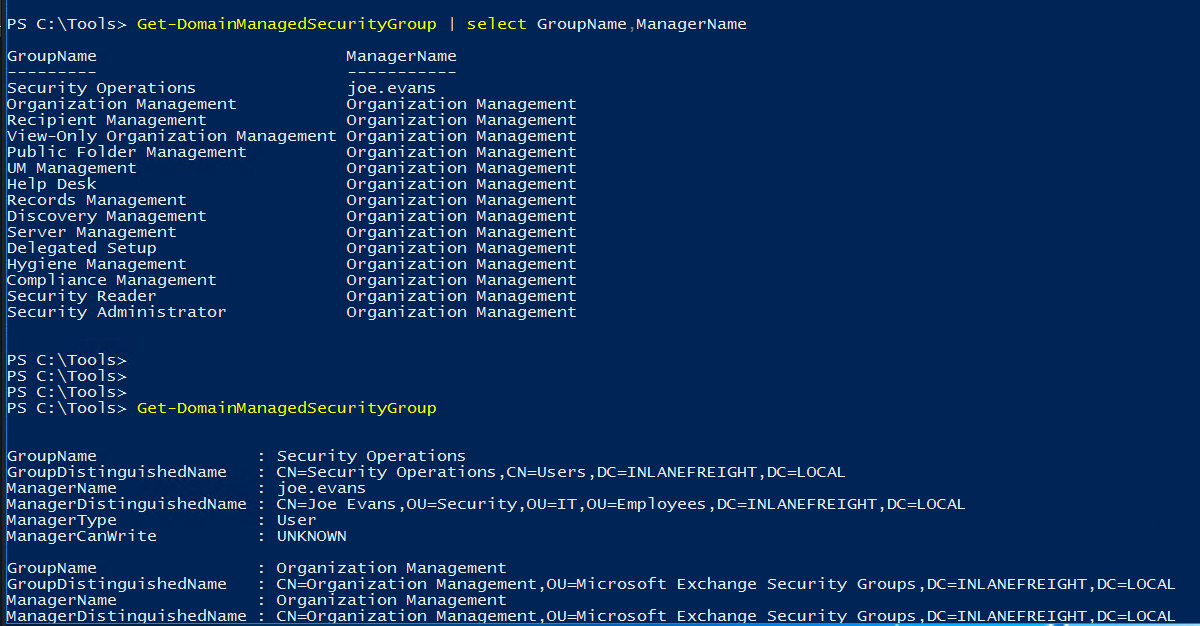 PS C:\Tools> Get-DomainManagedSecurityGroup | select GroupName,ManagerName
GroupName ManagerName
--------- -----------
Security Operations joe.evans
Organization Management Organization Management
Recipient Management Organization Management
View-Only Organization Management Organization Management
Public Folder Management Organization Management
UM Management Organization Management
Help Desk Organization Management
Records Management Organization Management
Discovery Management Organization Management
Server Management Organization Management
Delegated Setup Organization Management
Hygiene Management Organization Management
Compliance Management Organization Management
Security Reader Organization Management
Security Administrator Organization Management
PS C:\Tools>
PS C:\Tools>
PS C:\Tools>
PS C:\Tools> Get-DomainManagedSecurityGroup
GroupName : Security Operations
GroupDistinguishedName : CN=Security Operations,CN=Users,DC=INLANEFREIGHT,DC=LOCAL
ManagerName : joe.evans
ManagerDistinguishedName : CN=Joe Evans,OU=Security,OU=IT,OU=Employees,DC=INLANEFREIGHT,DC=LOCAL
ManagerType : User
ManagerCanWrite : UNKNOWN
GroupName : Organization Management
GroupDistinguishedName : CN=Organization Management,OU=Microsoft Exchange Security Groups,DC=INLANEFREIGHT,DC=LOCAL
ManagerName : Organization Management
ManagerDistinguishedName : CN=Organization Management,OU=Microsoft Exchange Security Groups,DC=INLANEFREIGHT,DC=LOCAL